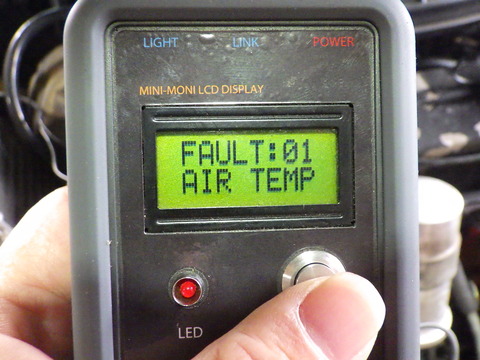 LIGHT LINK POWER
MINI-MONI LCD DISPLAY
FAULT:01
AIR TEMP
LED